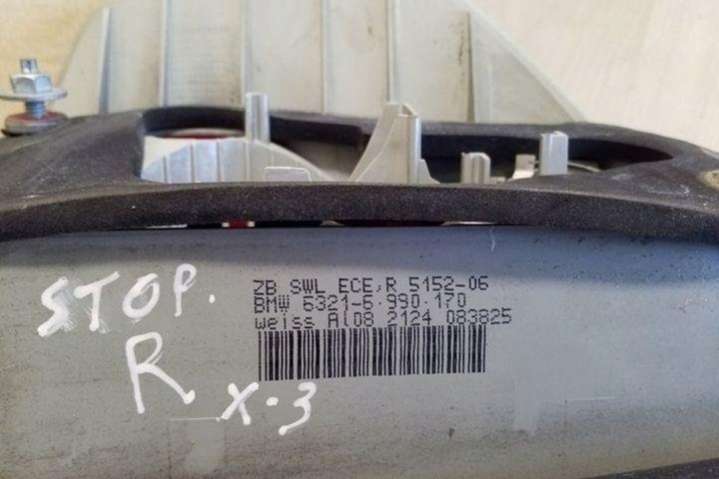 STOP.
R
X-3
ZB SWL ECE,R 5152-06
BMW 6321-6 990 170
weiss Al08 2124 083825